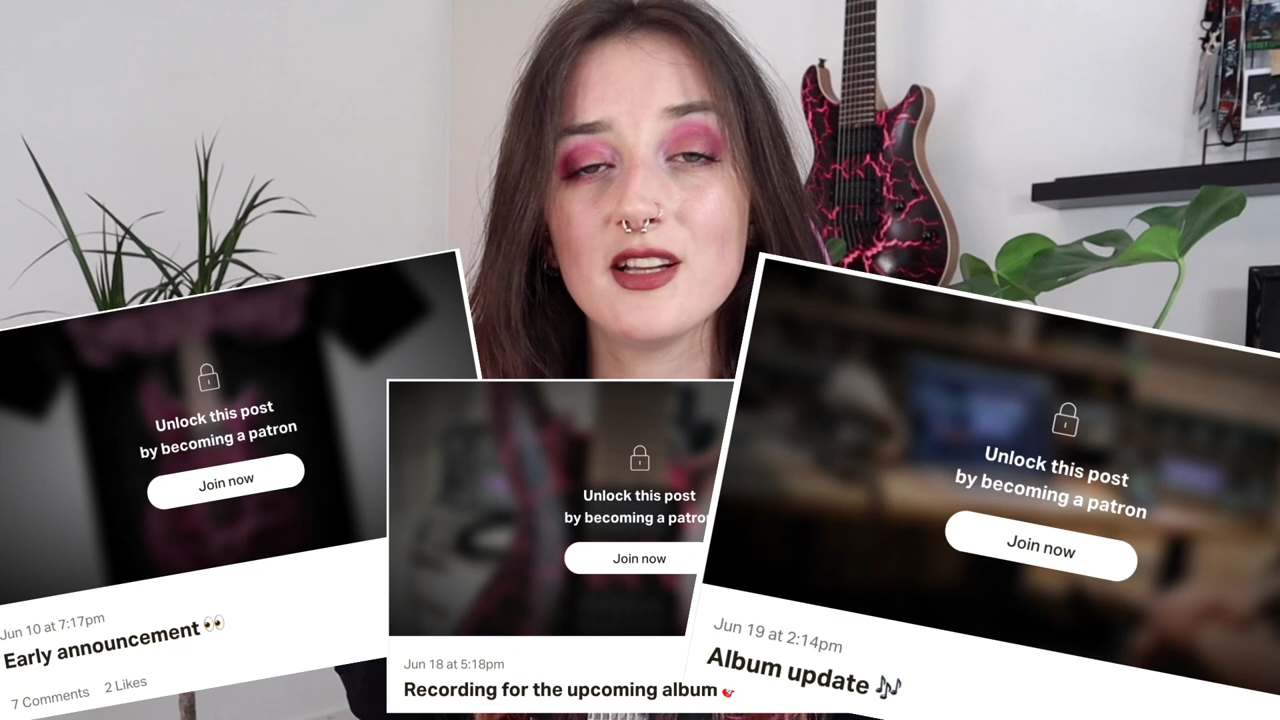 Unlock this post
by becoming a patron
Join now
Jun 10 at 7:17pm
Early announcement 👀
7 Comments 2 Likes
Unlock this post
by becoming a patron
Join now
Jun 18 at 5:18pm
Recording for the upcoming album
Unlock this post
by becoming a patron
Join now
Jun 19 at 2:14pm
Album update 🎶